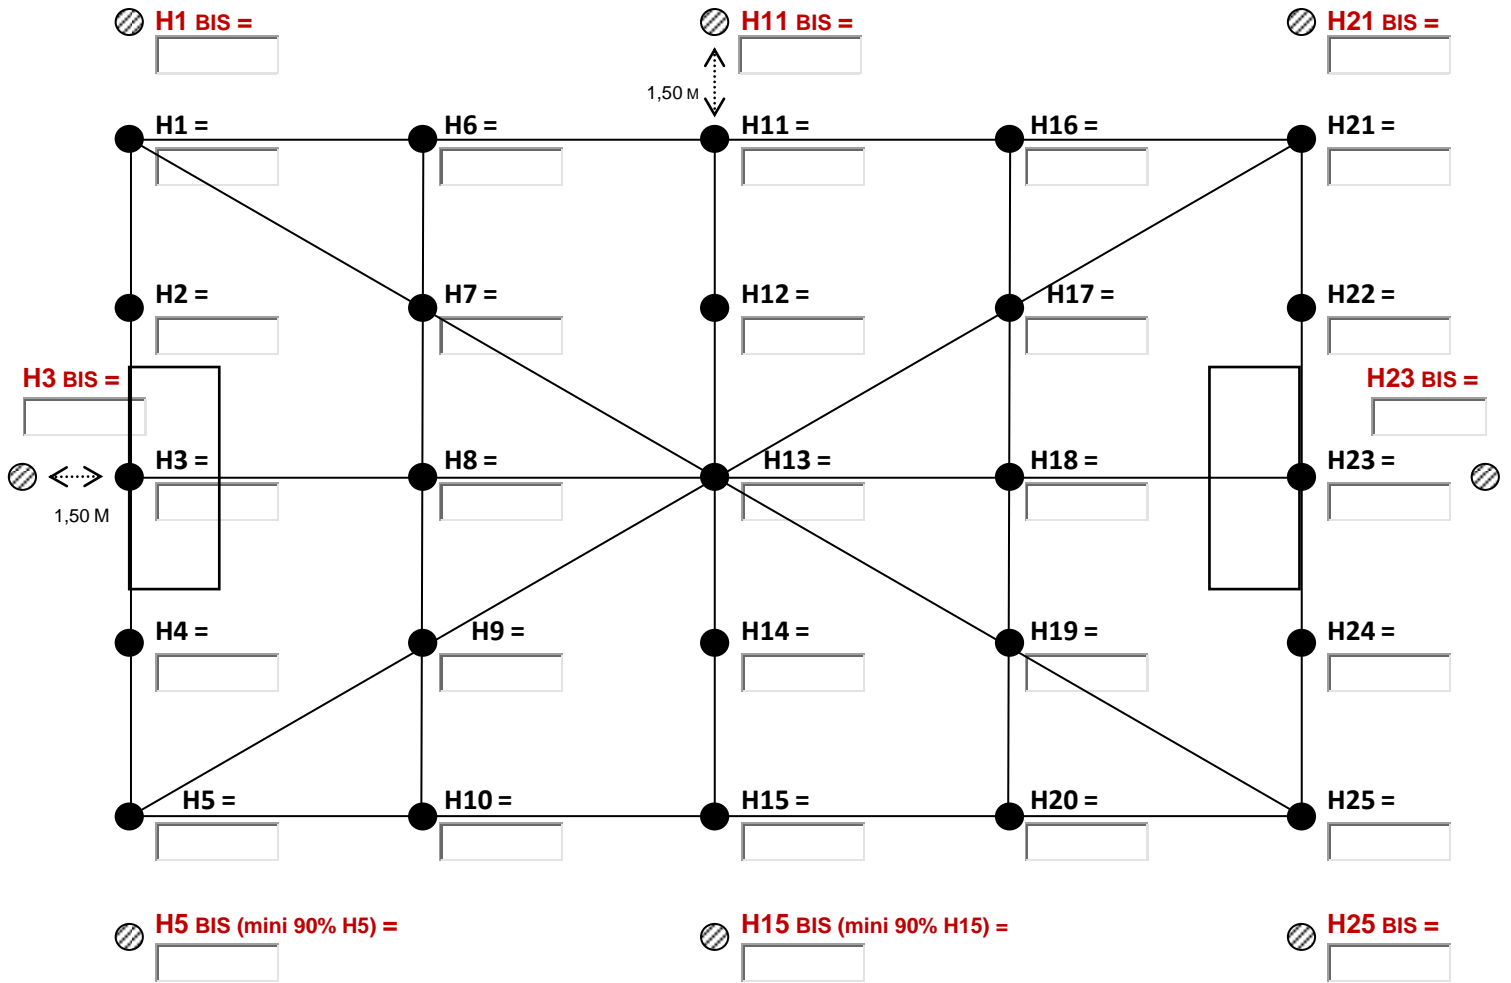 H1 BIS =
H11 BIS =
H21 BIS =
1,50 M
H1 =
H6 =
H11 =
H16 =
H21 =
H2 =
H7 =
H12 =
H17 =
H22 =
H3 BIS =
H23 BIS =
H3 =
H8 =
H13 =
H18 =
H23 =
1,50 M
H4 =
H9 =
H14 =
H19 =
H24 =
H5 =
H10 =
H15 =
H20 =
H25 =
H5 BIS (mini 90% H5) =
H15 BIS (mini 90% H15) =
H25 BIS =